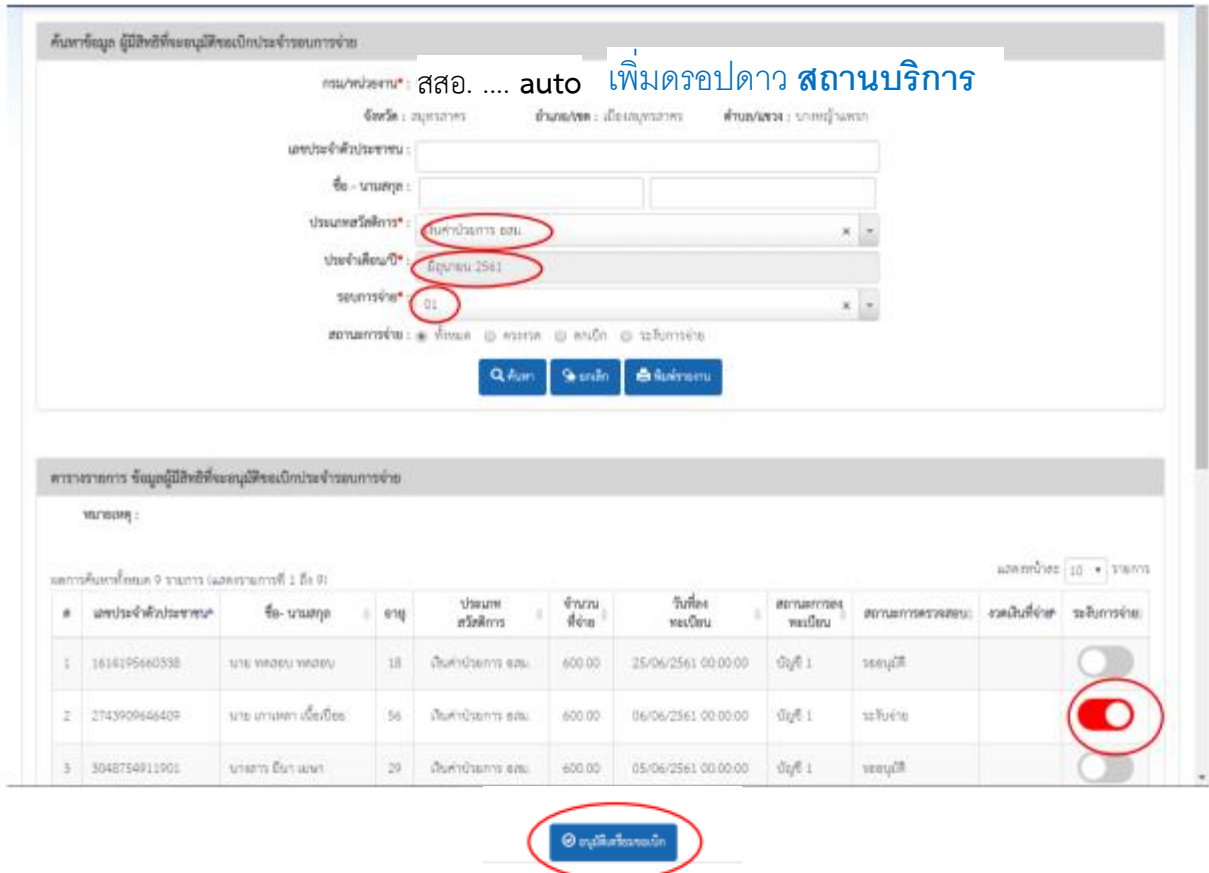 ค้นหาข้อมูล ผู้มีสิทธิที่จะอนุมัติขอเบิกประจำรอบการจ่าย
กรม/หน่วยงาน* : สสอ. .... auto เพิ่มดรอปดาว สถานบริการ
จังหวัด : สมุทรสาคร อำเภอ/เขต : เมืองสมุทรสาคร ตำบล/แขวง : บางหญ้าแพรก
เลขประจำตัวประชาชน :
ชื่อ - นามสกุล :
ประเภทสวัสดิการ* : เงินค่าป่วยการ อสม.
ประจำเดือน/ปี* : มิถุนายน 2561
รอบการจ่าย* : 01
สถานะการจ่าย : ทั้งหมด ตกเบิก ระงับการจ่าย
ค้นหา ยกเลิก พิมพ์รายงาน
ตารางรายการ ข้อมูลผู้มีสิทธิที่จะอนุมัติขอเบิกประจำรอบการจ่าย
หมายเหตุ :
แสดงหน้าละ 10 รายการ
ผลการค้นหาทั้งหมด 9 รายการ (แสดงรายการที่ 1 ถึง 9)
# เลขประจำตัวประชาชน ชื่อ- นามสกุล อายุ ประเภทสวัสดิการ จำนวนที่จ่าย วันที่ลงทะเบียน สถานะการลงทะเบียน สถานะการตรวจสอบ งวดเงินที่จ่าย ระงับการจ่าย
1 1614195660338 นาย ทดสอบ ทดสอบ 18 เงินค่าป่วยการ อสม. 600.00 25/06/2561 00:00:00 บัญชี 1 รออนุมัติ
2 2743909646409 นาย 56 เงินค่าป่วยการ อสม. 600.00 06/06/2561 00:00:00 บัญชี 1 ระงับจ่าย
3 3048754911901 นางสาว มีนา เมษา 29 เงินค่าป่วยการ อสม. 600.00 05/06/2561 00:00:00 บัญชี 1 รออนุมัติ
อนุมัติเตรียมขอเบิก